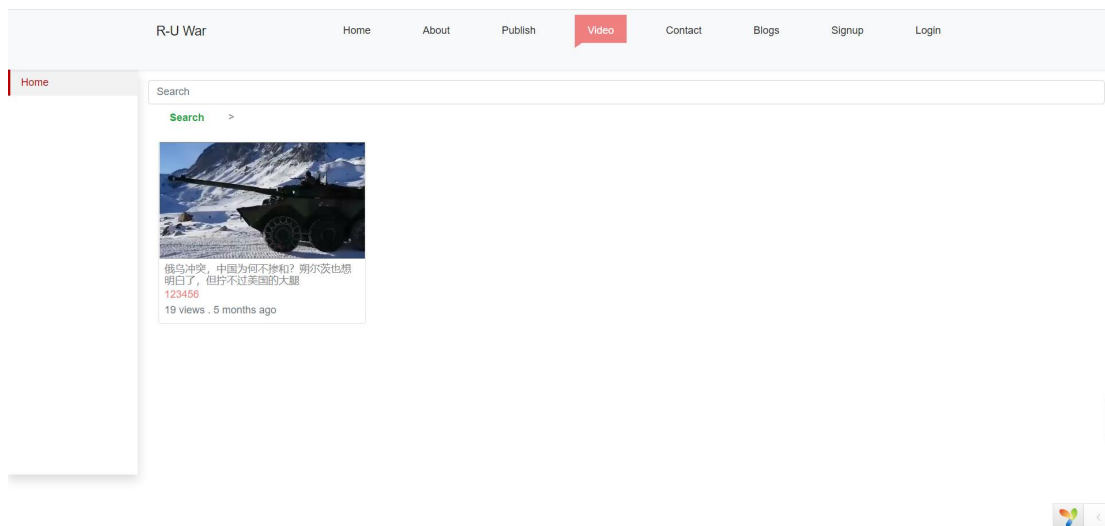 R-U War
Home
About
Publish
Video
Contact
Blogs
Signup
Login
Home
Search
Search >
俄乌冲突，中国为何不掺和？朔尔茨也想
明白了，但拧不过美国的大腿
123456
19 views . 5 months ago